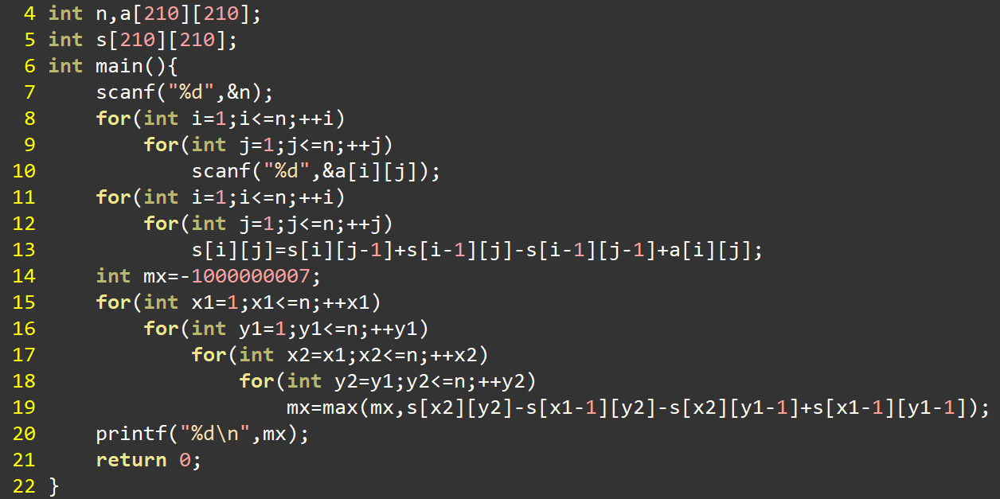 4 int n,a[210][210];
5 int s[210][210];
6 int main(){
7     scanf("%d",&n);
8     for(int i=1;i<=n;++i)
9         for(int j=1;j<=n;++j)
10             scanf("%d",&a[i][j]);
11     for(int i=1;i<=n;++i)
12         for(int j=1;j<=n;++j)
13             s[i][j]=s[i][j-1]+s[i-1][j]-s[i-1][j-1]+a[i][j];
14     int mx=-1000000007;
15     for(int x1=1;x1<=n;++x1)
16         for(int y1=1;y1<=n;++y1)
17             for(int x2=x1;x2<=n;++x2)
18                 for(int y2=y1;y2<=n;++y2)
19                     mx=max(mx,s[x2][y2]-s[x1-1][y2]-s[x2][y1-1]+s[x1-1][y1-1]);
20     printf("%d\n",mx);
21     return 0;
22 }